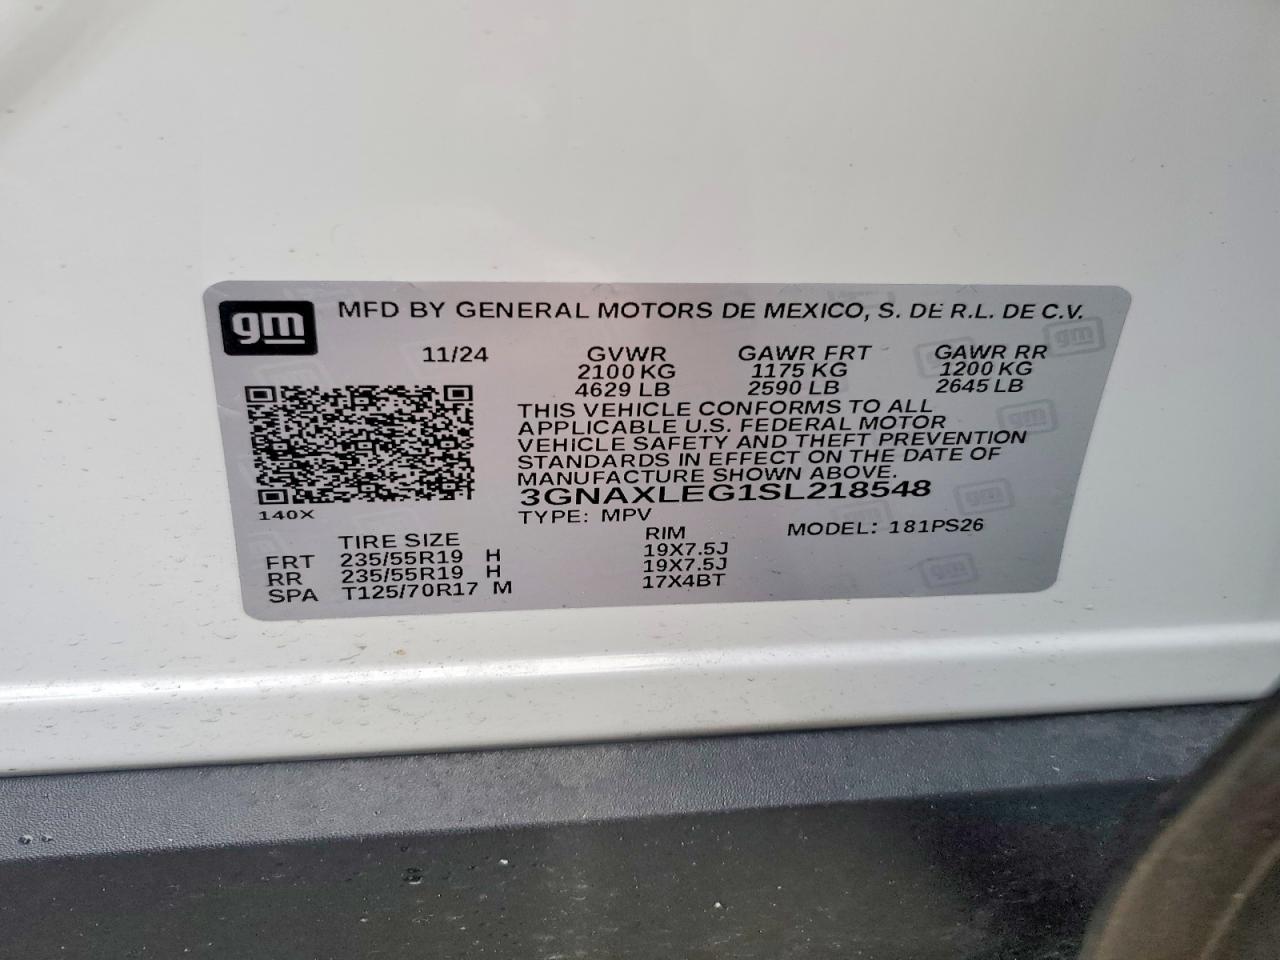 gm
MFD BY GENERAL MOTORS DE MEXICO, S. DE R.L. DE C.V.
11/24 GVWR GAWR FRT GAWR RR
2100 KG 1175 KG 1200 KG
4629 LB 2590 LB 2645 LB
THIS VEHICLE CONFORMS TO ALL
APPLICABLE U.S. FEDERAL MOTOR
VEHICLE SAFETY AND THEFT PREVENTION
STANDARDS IN EFFECT ON THE DATE OF
MANUFACTURE SHOWN ABOVE.
3GNAXLEG1SL218548
140X TYPE: MPV MODEL: 181PS26
TIRE SIZE RIM
FRT 235/55R19 H 19X7.5J
RR 235/55R19 H 19X7.5J
SPA T125/70R17 M 17X4BT